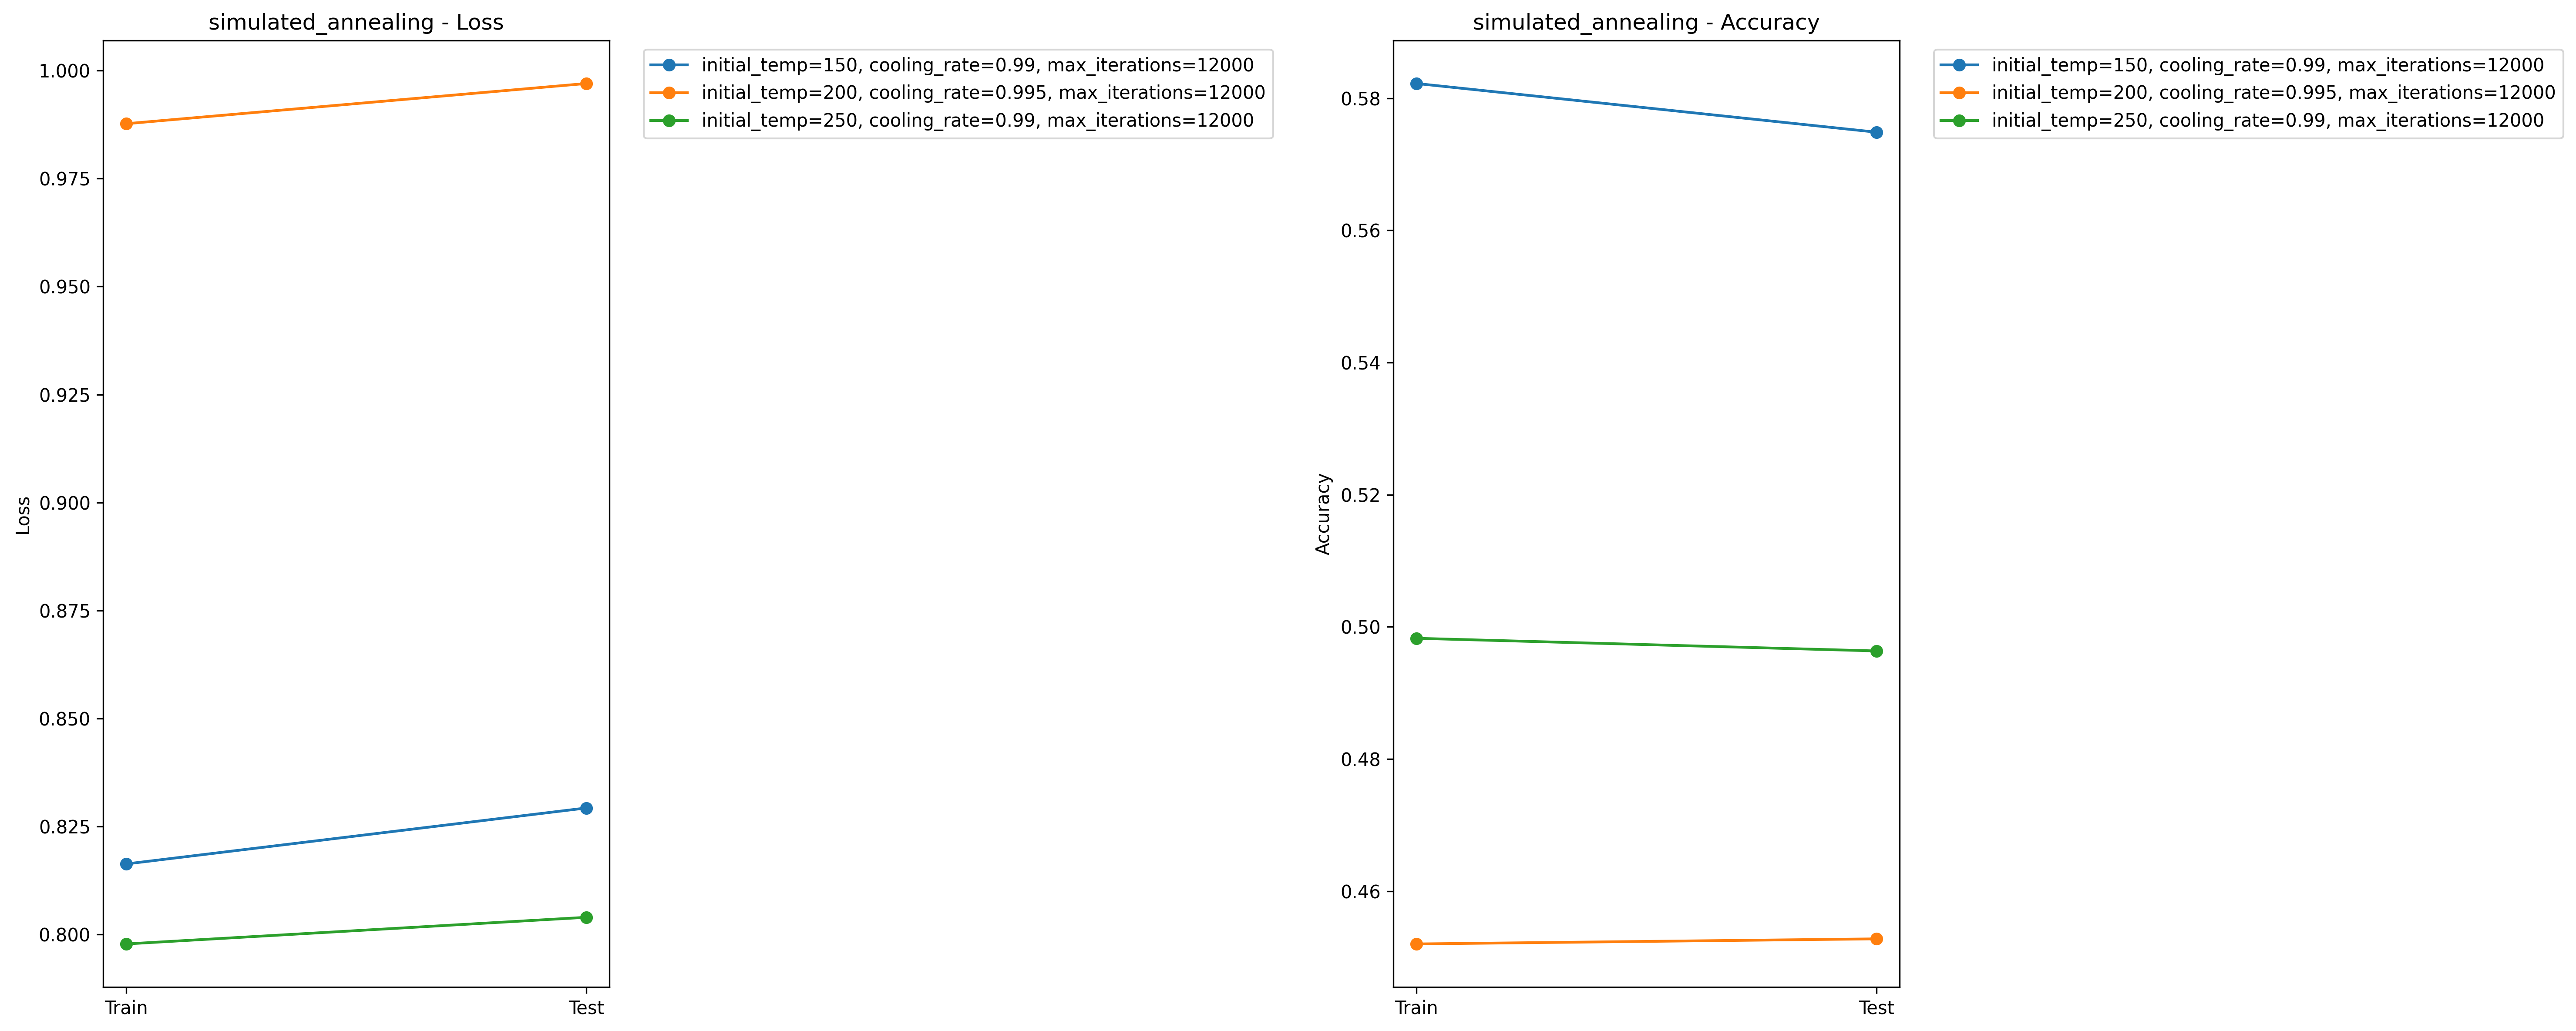 simulated_annealing - Loss
1.000
0.975
0.950
0.925
0.900
0.875
0.850
0.825
0.800
Loss
Train
Test
initial_temp=150, cooling_rate=0.99, max_iterations=12000
initial_temp=200, cooling_rate=0.995, max_iterations=12000
initial_temp=250, cooling_rate=0.99, max_iterations=12000
simulated_annealing - Accuracy
0.58
0.56
0.54
0.52
0.50
0.48
0.46
Accuracy
Train
Test
initial_temp=150, cooling_rate=0.99, max_iterations=12000
initial_temp=200, cooling_rate=0.995, max_iterations=12000
initial_temp=250, cooling_rate=0.99, max_iterations=12000